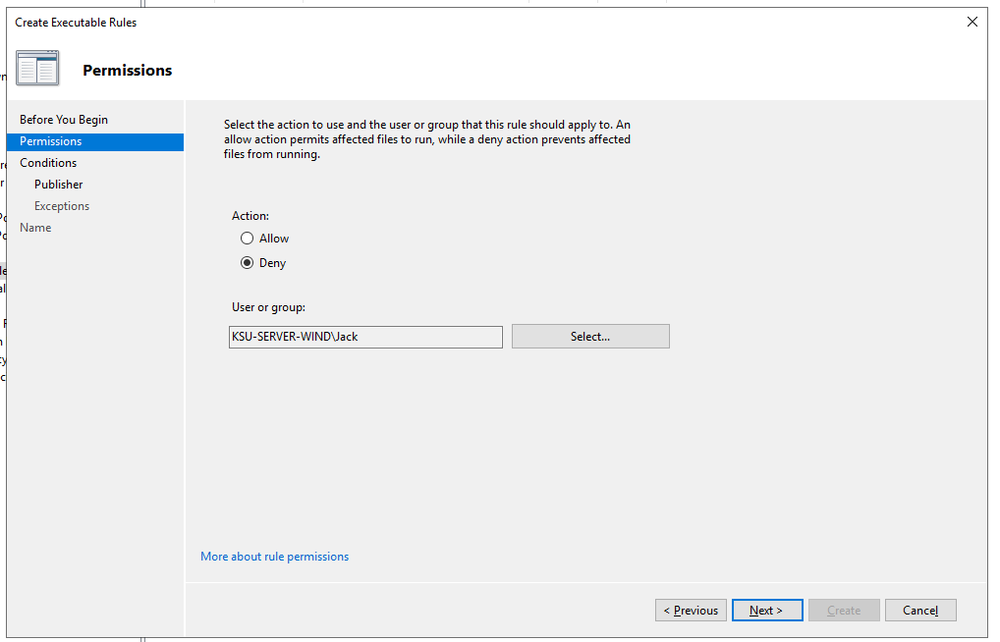 Create Executable Rules
Permissions
Before You Begin
Permissions
Conditions
Publisher
Exceptions
Name
Select the action to use and the user or group that this rule should apply to. An
allow action permits affected files to run, while a deny action prevents affected
files from running.
Action:
Allow
Deny
User or group:
KSU-SERVER-WIND\Jack
Select...
More about rule permissions
< Previous
Next >
Create
Cancel